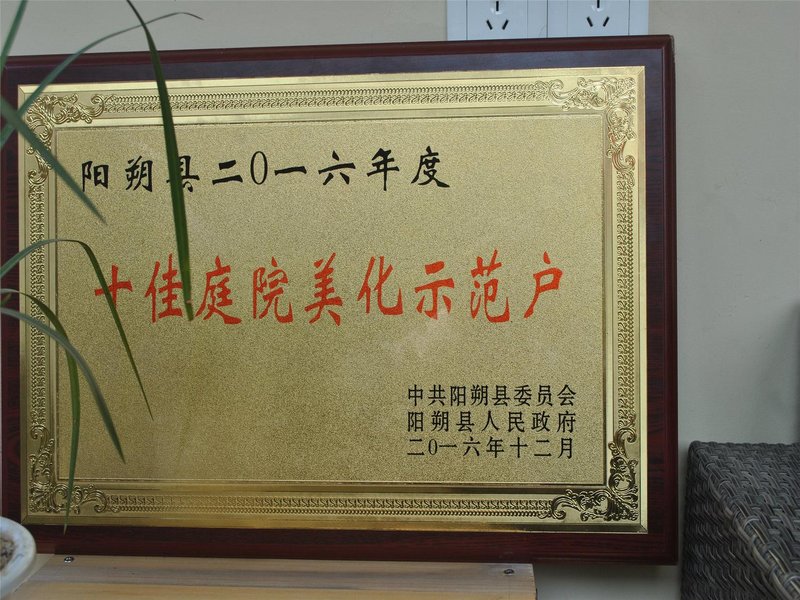 阳朔县二〇一六年度
十佳庭院美化示范户
中共阳朔县委员会
阳朔县人民政府
二〇一六年十二月